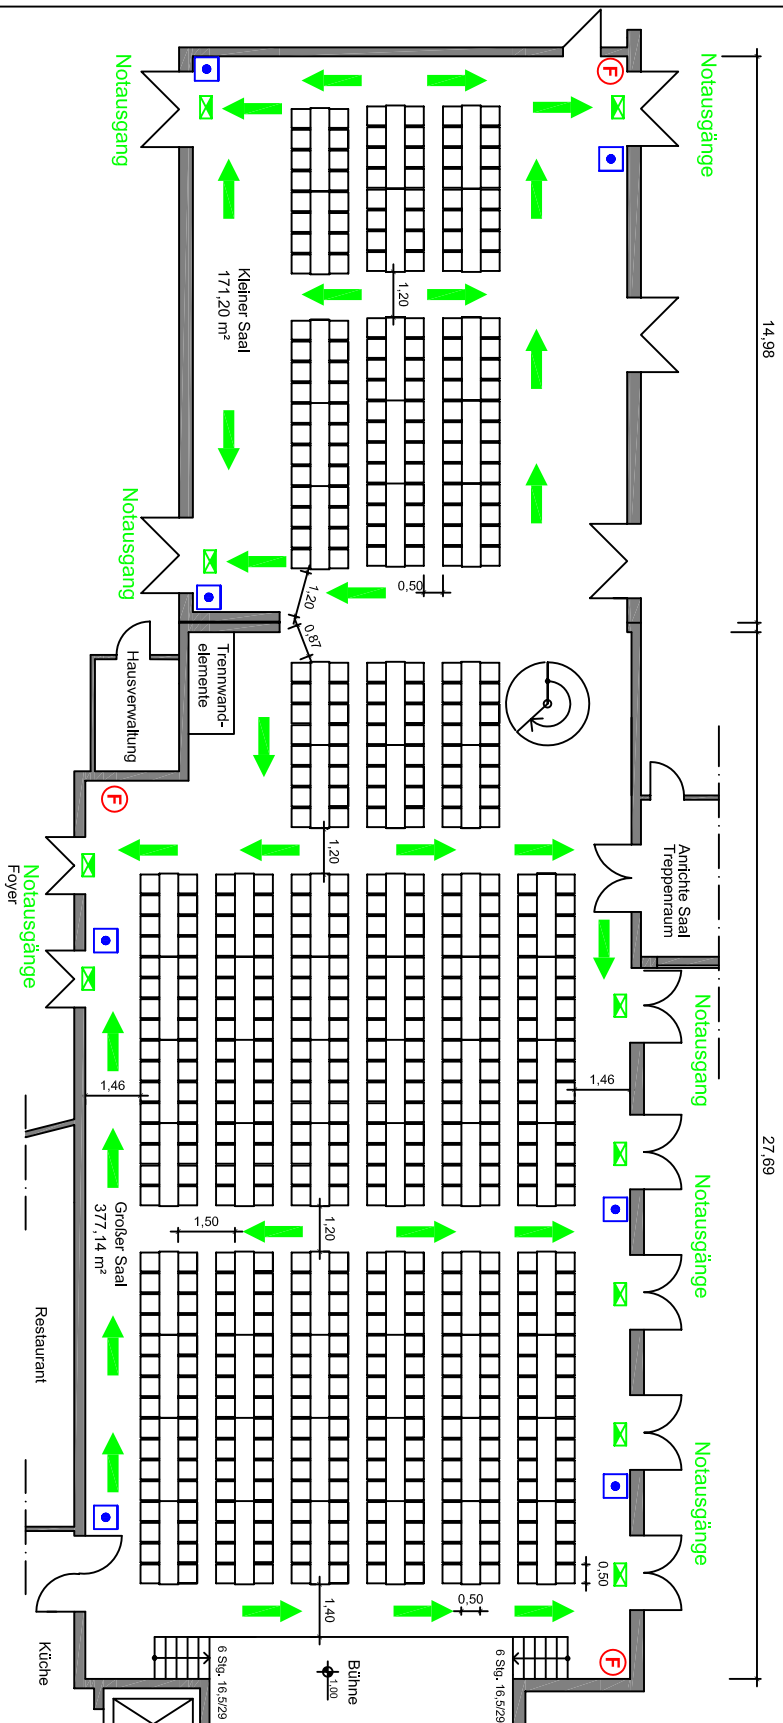 Notausgang
Notausgänge
F
14,98
Kleiner Saal
171,20 m²
1,20
Notausgang
0,50
1,20
0,87
Trennwand-
elemente
Hausverwaltung
F
Anrichte Saal
Treppenraum
1,20
Notausgänge
Foyer
Notausgang
1,46
1,46
27,69
Notausgänge
Großer Saal
377,14 m²
1,50
1,20
Restaurant
Notausgänge
0,50
0,50
1,40
F
Küche
6 Stg. 16,5/29
Bühne
1.00
6 Stg. 16,5/29